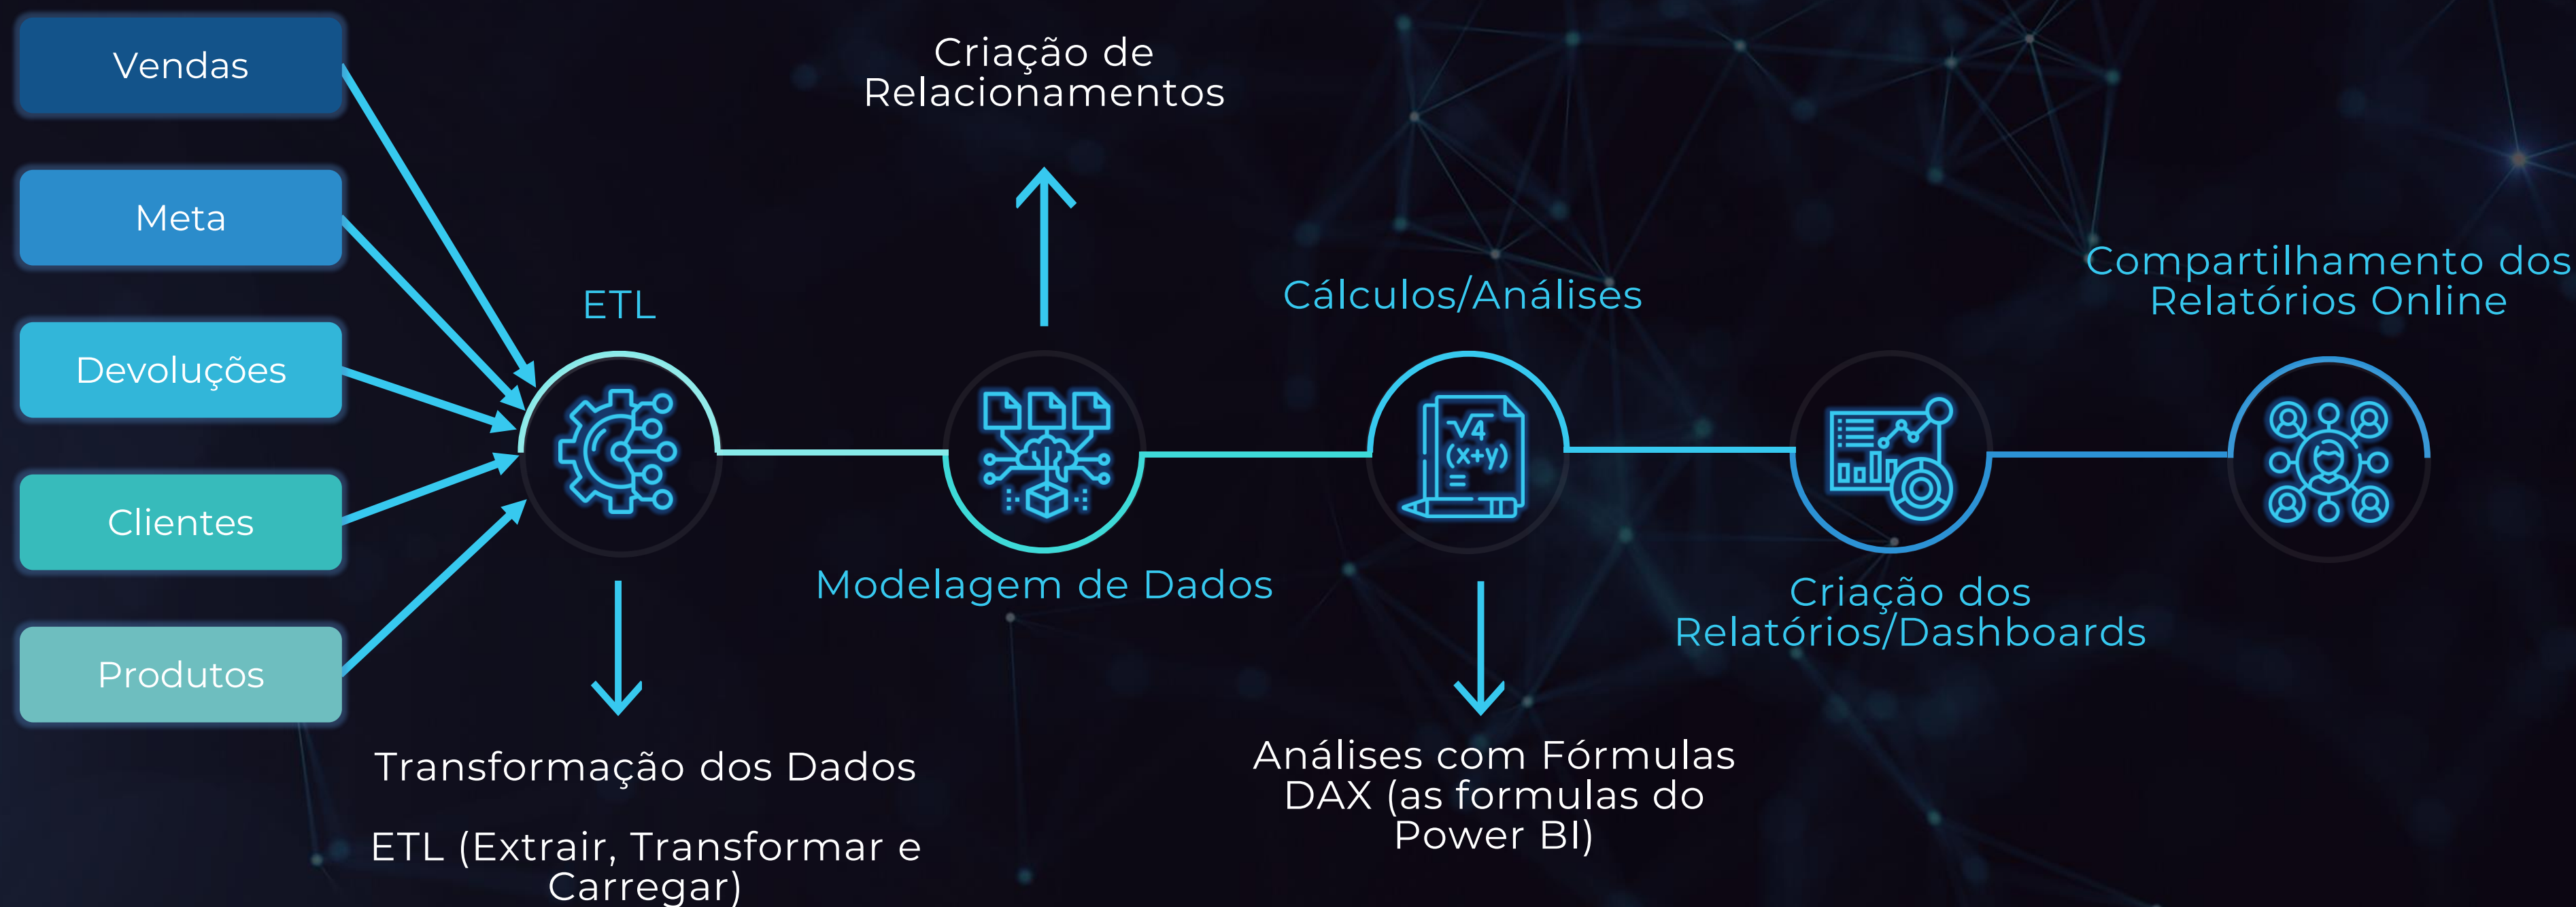 Vendas
Meta
Devoluções
Clientes
Produtos
ETL
Transformação dos Dados
ETL (Extrair, Transformar e
Carregar)
Criação de
Relacionamentos
Modelagem de Dados
Cálculos/Análises
√4
(x+y)
=
Análises com Fórmulas
DAX (as formulas do
Power BI)
Criação dos
Relatórios/Dashboards
Compartilhamento dos
Relatórios Online